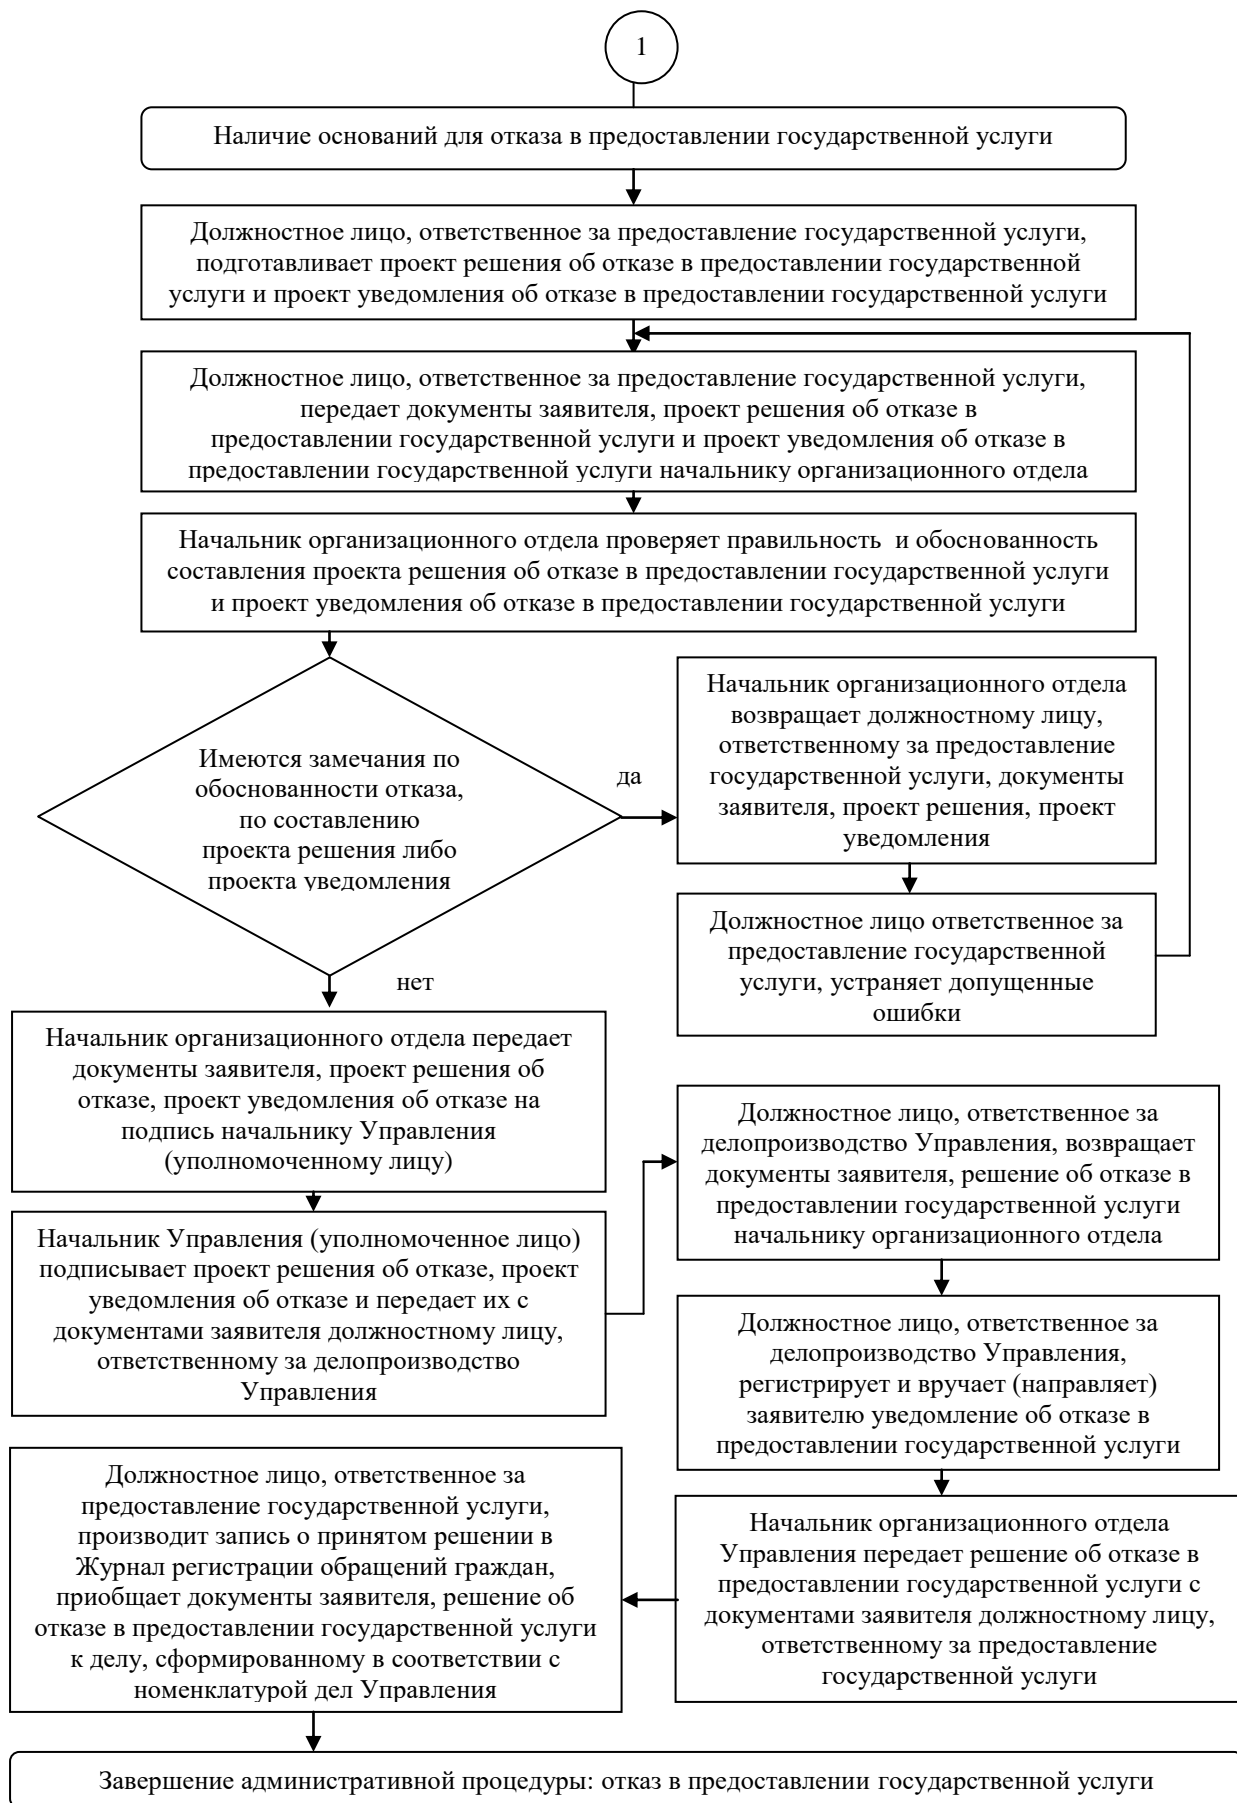 1
Наличие оснований для отказа в предоставлении государственной услуги
Должностное лицо, ответственное за предоставление государственной услуги,
подготавливает проект решения об отказе в предоставлении государственной
услуги и проект уведомления об отказе в предоставлении государственной услуги
Должностное лицо, ответственное за предоставление государственной услуги,
передает документы заявителя, проект решения об отказе в
предоставлении государственной услуги и проект уведомления об отказе в
предоставлении государственной услуги начальнику организационного отдела
Начальник организационного отдела проверяет правильность  и обоснованность
составления проекта решения об отказе в предоставлении государственной услуги
и проект уведомления об отказе в предоставлении государственной услуги
Имеются замечания по
обоснованности отказа,
по составлению
проекта решения либо
проекта уведомления
да
Начальник организационного отдела
возвращает должностному лицу,
ответственному за предоставление
государственной услуги, документы
заявителя, проект решения, проект
уведомления
Должностное лицо ответственное за
предоставление государственной
услуги, устраняет допущенные
ошибки
нет
Начальник организационного отдела передает
документы заявителя, проект решения об
отказе, проект уведомления об отказе на
подпись начальнику Управления
(уполномоченному лицу)
Начальник Управления (уполномоченное лицо)
подписывает проект решения об отказе, проект
уведомления об отказе и передает их с
документами заявителя должностному лицу,
ответственному за делопроизводство
Управления
Должностное лицо, ответственное за
делопроизводство Управления, возвращает
документы заявителя, решение об отказе в
предоставлении государственной услуги
начальнику организационного отдела
Должностное лицо, ответственное за
делопроизводство Управления,
регистрирует и вручает (направляет)
заявителю уведомление об отказе в
предоставлении государственной услуги
Начальник организационного отдела
Управления передает решение об отказе в
предоставлении государственной услуги с
документами заявителя должностному лицу,
ответственному за предоставление
государственной услуги
Должностное лицо, ответственное за
предоставление государственной услуги,
производит запись о принятом решении в
Журнал регистрации обращений граждан,
приобщает документы заявителя, решение об
отказе в предоставлении государственной услуги
к делу, сформированному в соответствии с
номенклатурой дел Управления
Завершение административной процедуры: отказ в предоставлении государственной услуги